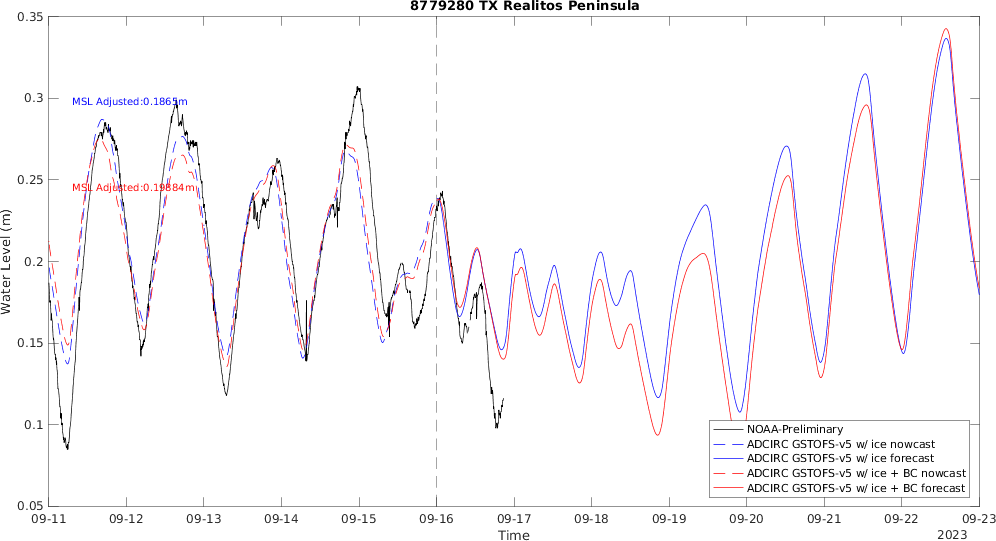 8779280 TX Realitos Peninsula
0.35
0.3
0.25
0.2
0.15
0.1
0.05
Water Level (m)
MSL Adjusted:0.1865m
MSL Adjusted:0.19884m
NOAA-Preliminary
ADCIRC GSTOFS-v5 w/ ice nowcast
ADCIRC GSTOFS-v5 w/ ice forecast
ADCIRC GSTOFS-v5 w/ ice + BC nowcast
ADCIRC GSTOFS-v5 w/ ice + BC forecast
09-11 09-12 09-13 09-14 09-15 09-16 09-17 09-18 09-19 09-20 09-21 09-22 09-23
Time
2023